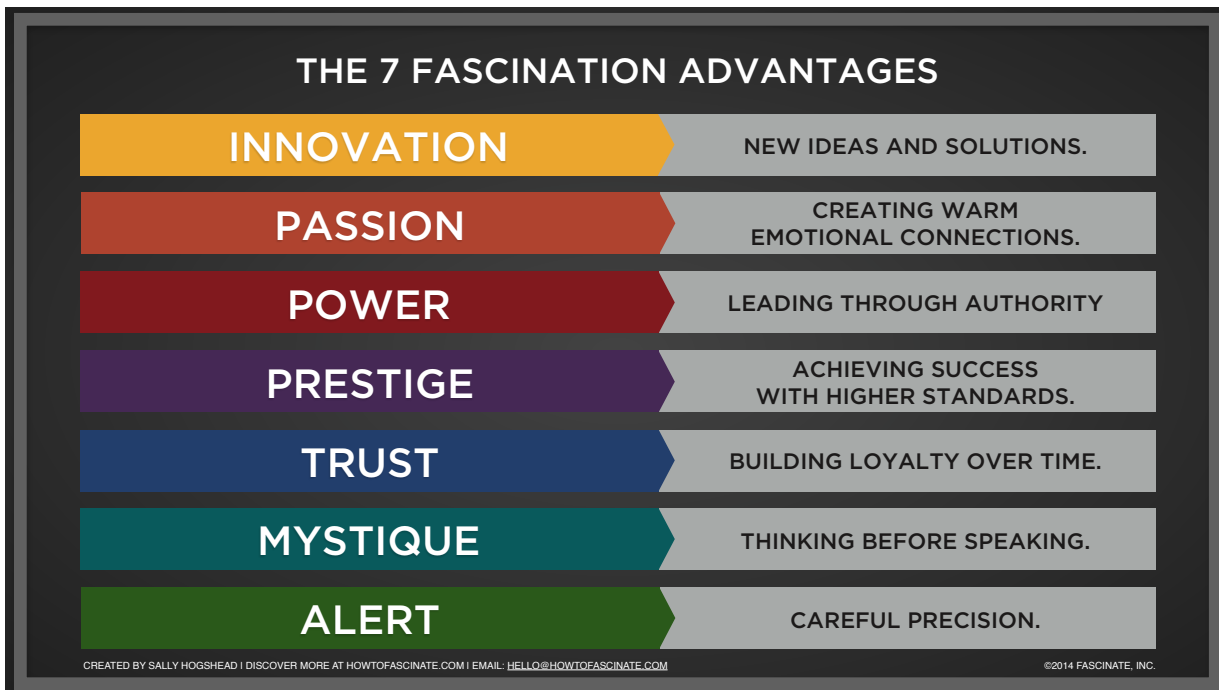 THE 7 FASCINATION ADVANTAGES
INNOVATION
NEW IDEAS AND SOLUTIONS.
PASSION
CREATING WARM
EMOTIONAL CONNECTIONS.
POWER
LEADING THROUGH AUTHORITY
PRESTIGE
ACHIEVING SUCCESS
WITH HIGHER STANDARDS.
TRUST
BUILDING LOYALTY OVER TIME.
MYSTIQUE
THINKING BEFORE SPEAKING.
ALERT
CAREFUL PRECISION.
CREATED BY SALLY HOGSHEAD I DISCOVER MORE AT HOWTOFASCINATE.COM I EMAIL: HELLO@HOWTOFASCINATE.COM
©2014 FASCINATE, INC.